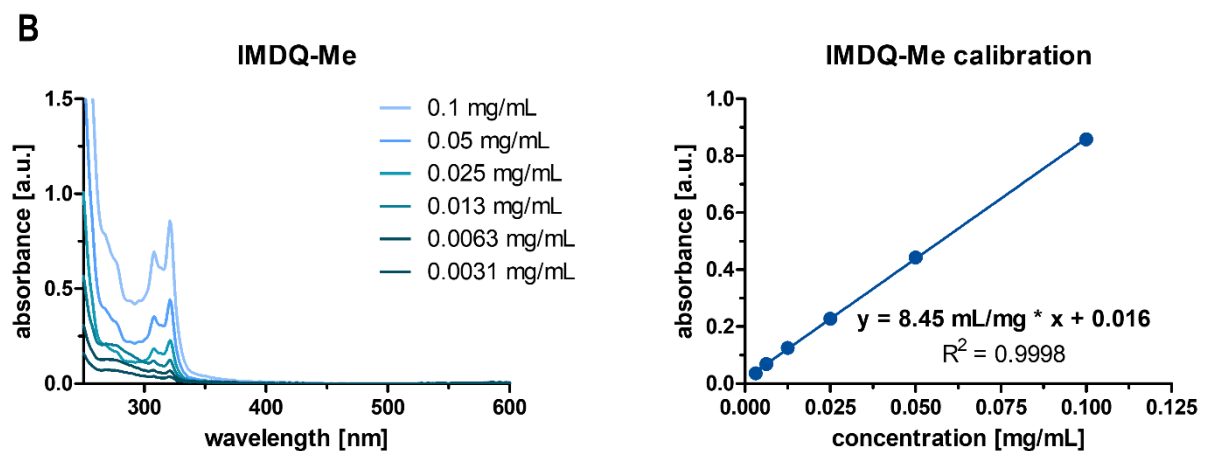 B
IMDQ-Me
absorbance [a.u.]
1.5
1.0
0.5
0.0
300
400
500
600
wavelength [nm]
0.1 mg/mL
0.05 mg/mL
0.025 mg/mL
0.013 mg/mL
0.0063 mg/mL
0.0031 mg/mL
IMDQ-Me calibration
absorbance [a.u.]
1.0
0.8
0.6
0.4
0.2
0.0
y = 8.45 mL/mg * x + 0.016
R² = 0.9998
0.000
0.025
0.050
0.075
0.100
0.125
concentration [mg/mL]